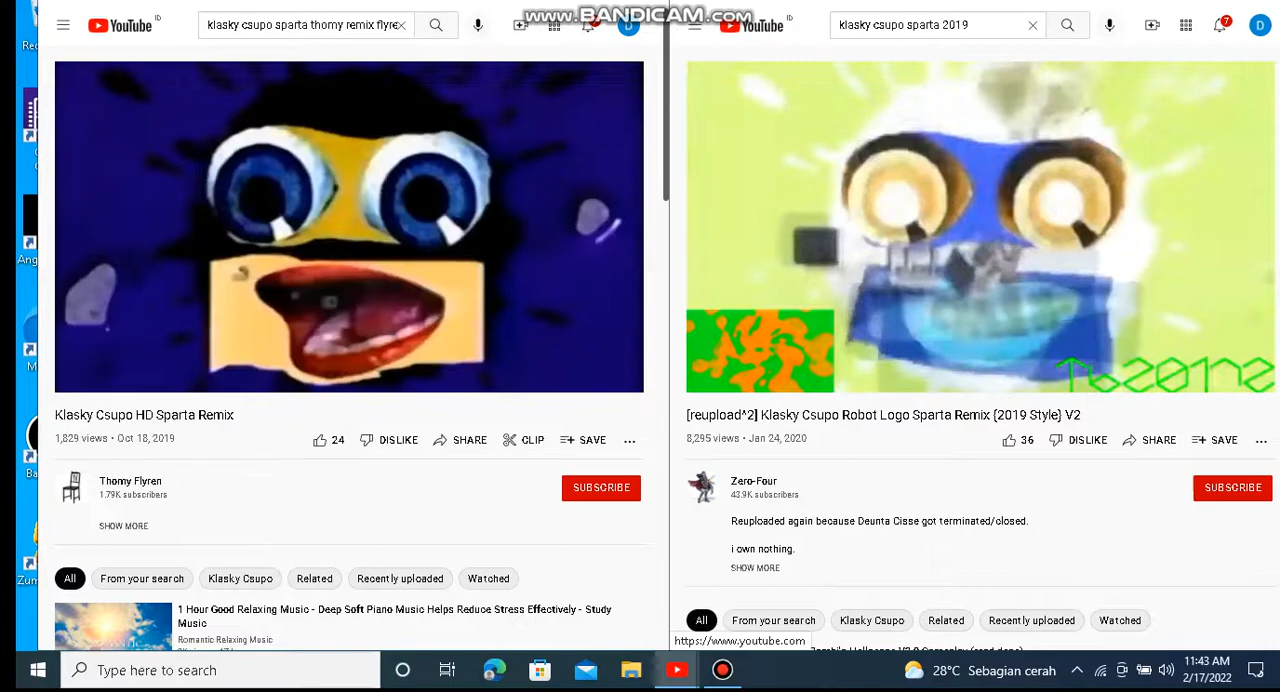 www.BANDICAM.com
YouTube ID
klasky csupo sparta thomy remix flyre
D
YouTube ID
klasky csupo sparta 2019
7
D
T620172
Klasky Csupo HD Sparta Remix
1,829 views • Oct 18, 2019
24 DISLIKE SHARE CLIP SAVE
Thomy Flyren
1.79K subscribers
SUBSCRIBE
SHOW MORE
All From your search Klasky Csupo Related Recently uploaded Watched
1 Hour Good Relaxing Music - Deep Soft Piano Music Helps Reduce Stress Effectively - Study
Music
Romantic Relaxing Music
[reupload^2] Klasky Csupo Robot Logo Sparta Remix {2019 Style} V2
8,295 views • Jan 24, 2020
36 DISLIKE SHARE SAVE
Zero-Four
43.9K subscribers
SUBSCRIBE
Reuploaded again because Deunta Cisse got terminated/closed.
i own nothing.
SHOW MORE
All From your search Klasky Csupo Related Recently uploaded Watched
https://www.youtube.com
Type here to search
28°C Sebagian cerah
11:43 AM
2/17/2022